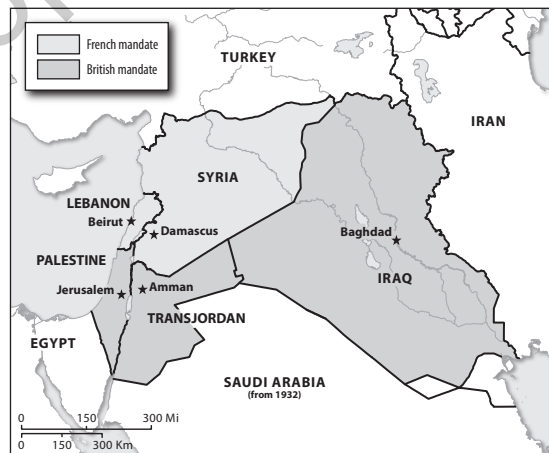 French mandate
British mandate
TURKEY
IRAN
SYRIA
LEBANON
Beirut
Damascus
Baghdad
PALESTINE
IRAQ
Jerusalem
Amman
TRANSJORDAN
EGYPT
SAUDI ARABIA
(from 1932)
0 150 300 Mi
0 150 300 Km